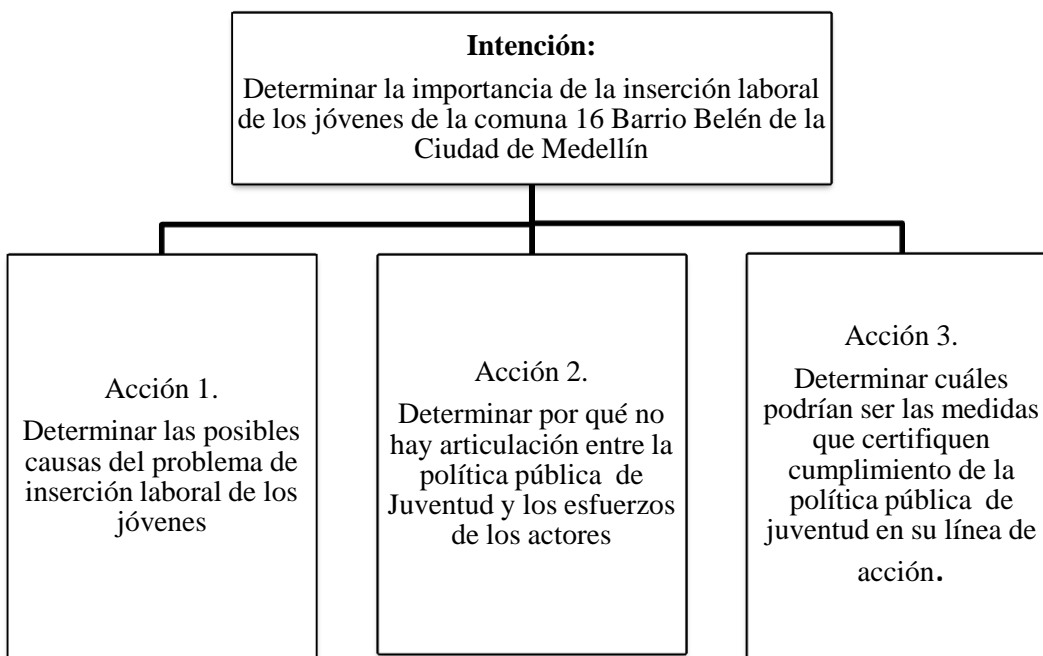 Intención:
Determinar la importancia de la inserción laboral
de los jóvenes de la comuna 16 Barrio Belén de la
Ciudad de Medellín
Acción 1.
Determinar las posibles
causas del problema de
inserción laboral de los
jóvenes
Acción 2.
Determinar por qué no
hay articulación entre la
política pública de
Juventud y los esfuerzos
de los actores
Acción 3.
Determinar cuáles
podrían ser las medidas
que certifiquen
cumplimiento de la
política pública de
juventud en su línea de
acción.